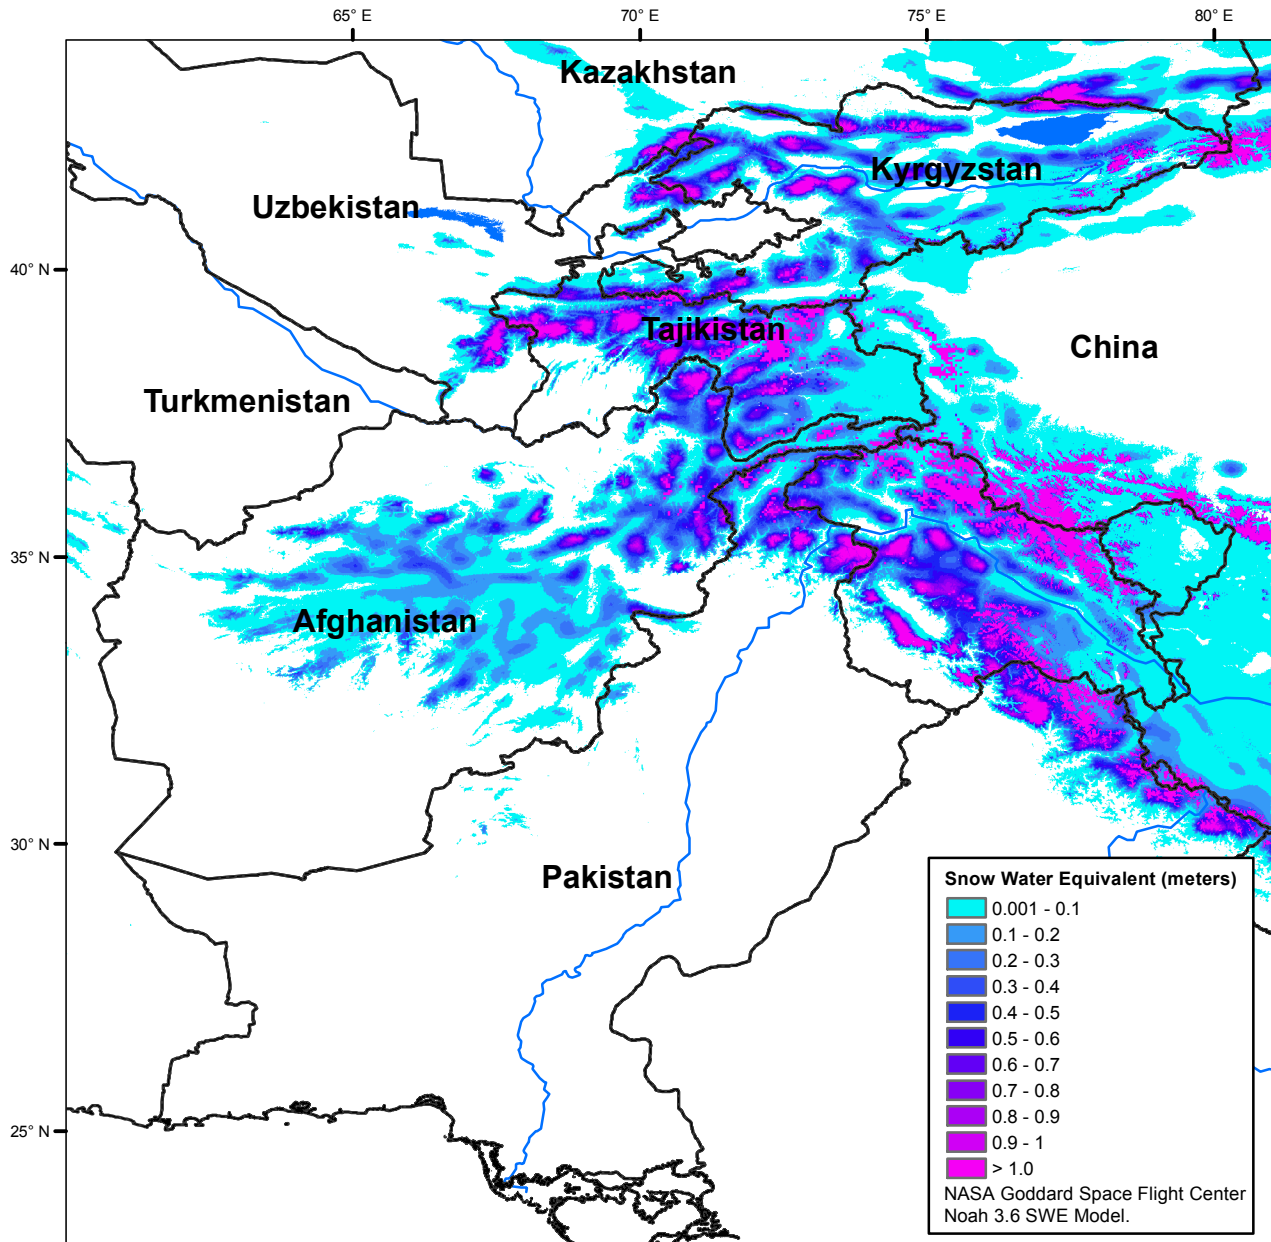 65° E
70° E
75° E
80° E
Kazakhstan
Kyrgyzstan
Uzbekistan
40° N
Tajikistan
China
Turkmenistan
35° N
Afghanistan
30° N
Pakistan
25° N
Snow Water Equivalent (meters)
0.001 - 0.1
0.1 - 0.2
0.2 - 0.3
0.3 - 0.4
0.4 - 0.5
0.5 - 0.6
0.6 - 0.7
0.7 - 0.8
0.8 - 0.9
0.9 - 1
> 1.0
NASA Goddard Space Flight Center
Noah 3.6 SWE Model.